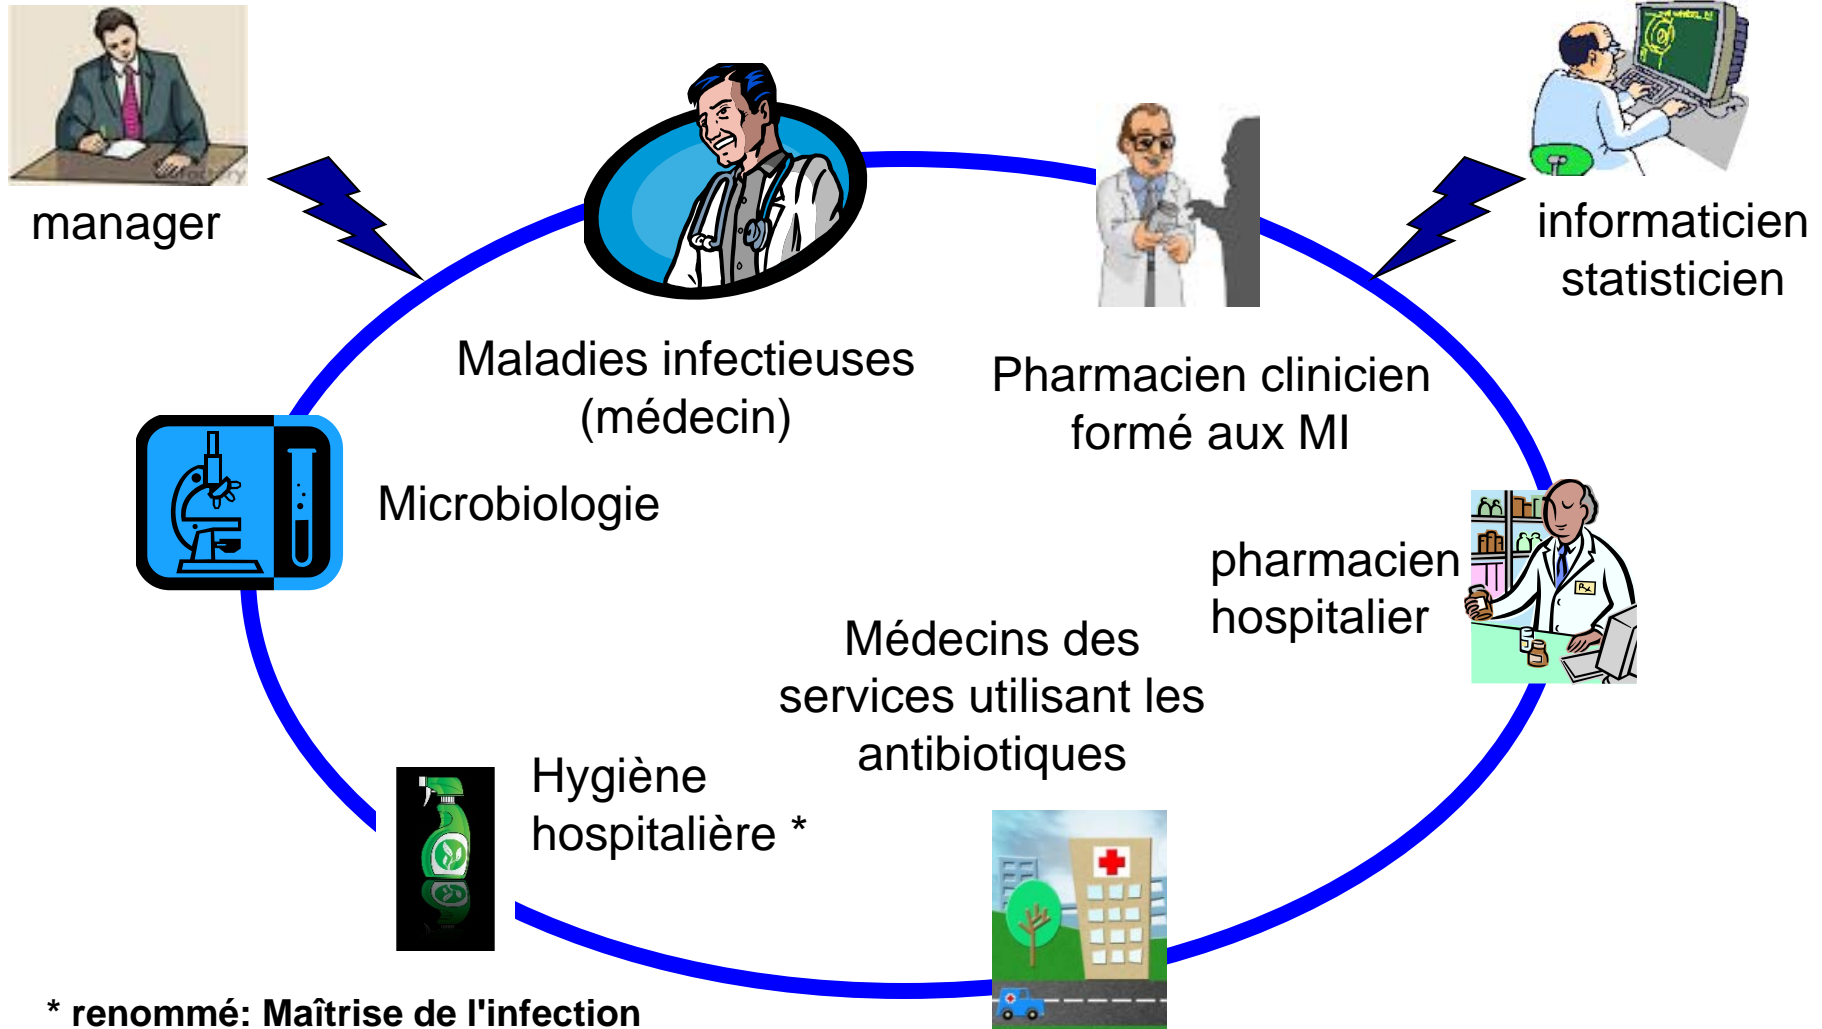 manager
informaticien
statisticien
Maladies infectieuses
(médecin)
Pharmacien clinicien
formé aux MI
Microbiologie
pharmacien
hospitalier
Rx
Médecins des
services utilisant les
antibiotiques
Hygiène
hospitalière *
* renommé: Maîtrise de l'infection